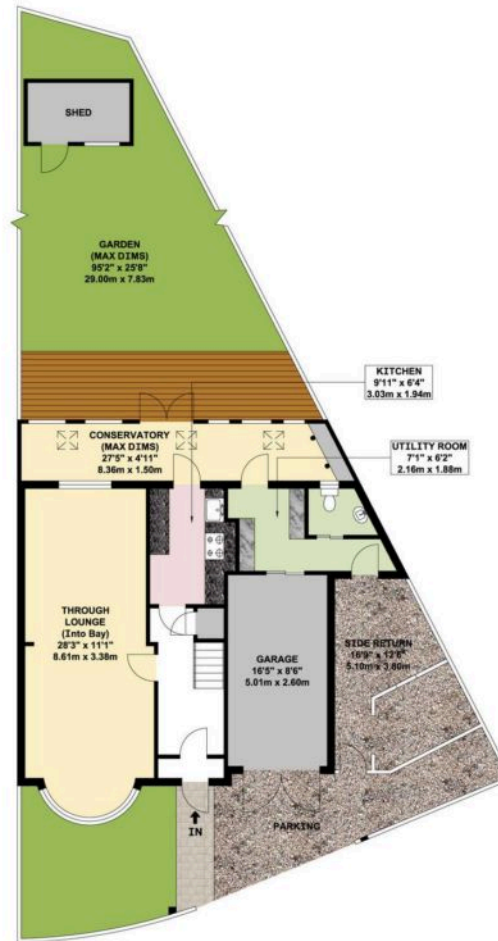 SHED
GARDEN
(MAX DIMS)
95'2" x 25'8"
29.00m x 7.83m
KITCHEN
9'11" x 6'4"
3.03m x 1.94m
CONSERVATORY
(MAX DIMS)
27'5" x 4'11"
8.36m x 1.50m
UTILITY ROOM
7'1" x 6'2"
2.16m x 1.88m
THROUGH
LOUNGE
(Into Bay)
28'3" x 11'1"
8.61m x 3.38m
GARAGE
16'5" x 8'6"
5.01m x 2.60m
SIDE RETURN
16'9" x 12'6"
5.10m x 3.80m
IN
PARKING